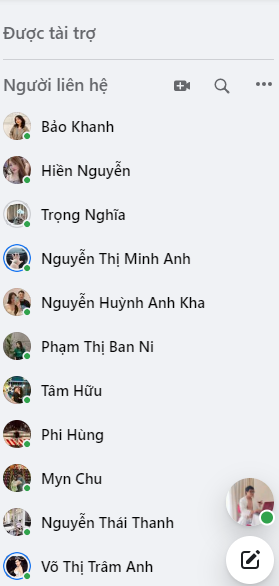 Được tài trợ
Người liên hệ
Bảo Khanh
Hiền Nguyễn
Trọng Nghĩa
Nguyễn Thị Minh Anh
Nguyễn Huỳnh Anh Kha
Phạm Thị Ban Ni
Tâm Hữu
Phi Hùng
Myn Chu
Nguyễn Thái Thanh
Võ Thị Trâm Anh